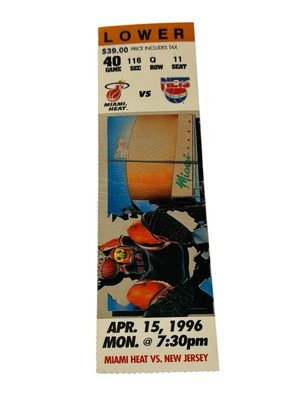 LOWER
$39.00 PRICE INCLUDES TAX
40 116 Q 11
GAME SEC ROW SEAT
MIAMI HEAT VS NETS
Miami
APR. 15, 1996
MON. @ 7:30pm
MIAMI HEAT VS. NEW JERSEY